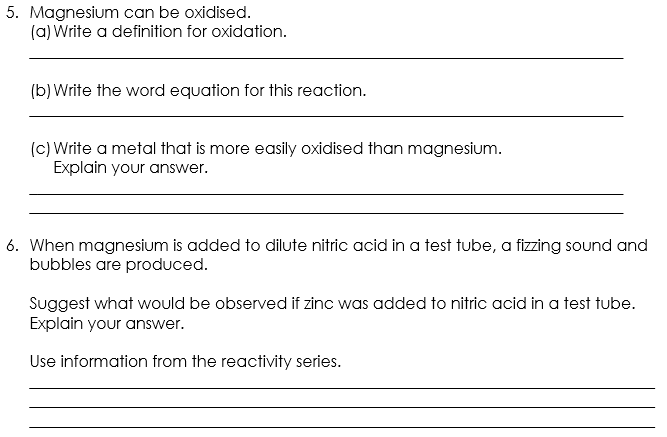 5. Magnesium can be oxidised.
(a) Write a definition for oxidation.
(b) Write the word equation for this reaction.
(c) Write a metal that is more easily oxidised than magnesium.
Explain your answer.
6. When magnesium is added to dilute nitric acid in a test tube, a fizzing sound and
bubbles are produced.
Suggest what would be observed if zinc was added to nitric acid in a test tube.
Explain your answer.
Use information from the reactivity series.